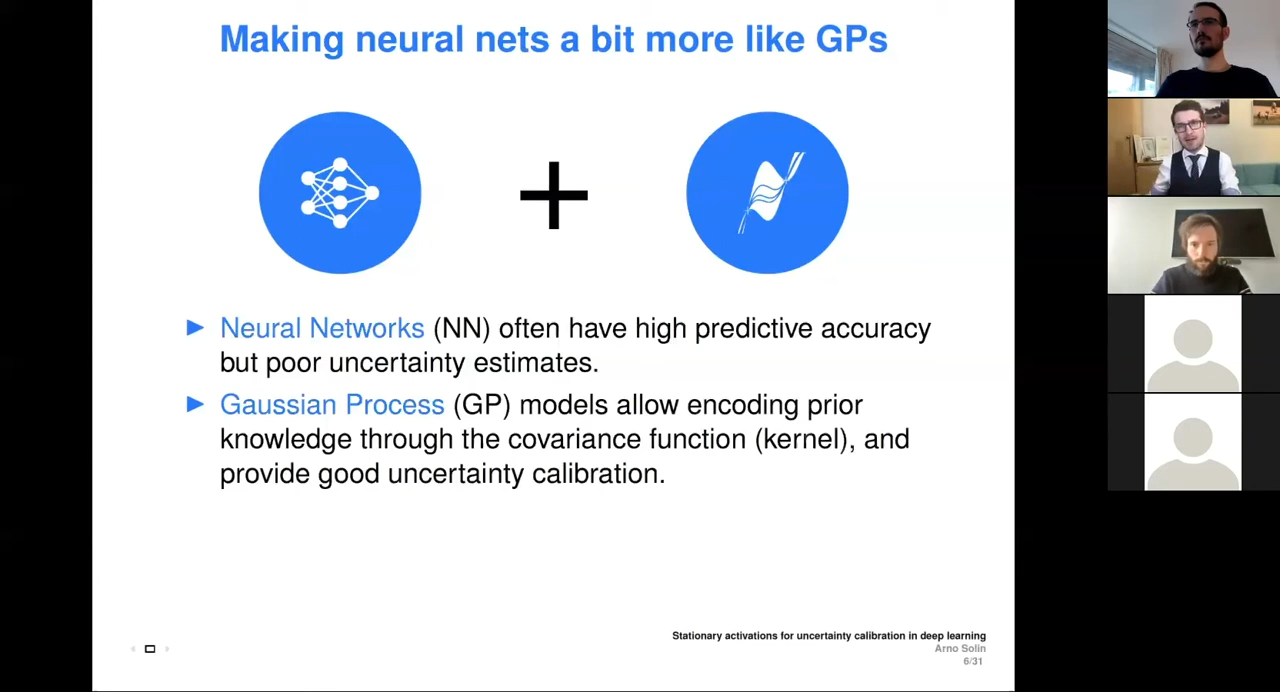 Making neural nets a bit more like GPs
+
► Neural Networks (NN) often have high predictive accuracy
but poor uncertainty estimates.
► Gaussian Process (GP) models allow encoding prior
knowledge through the covariance function (kernel), and
provide good uncertainty calibration.
Stationary activations for uncertainty calibration in deep learning
Arno Solin
6/31